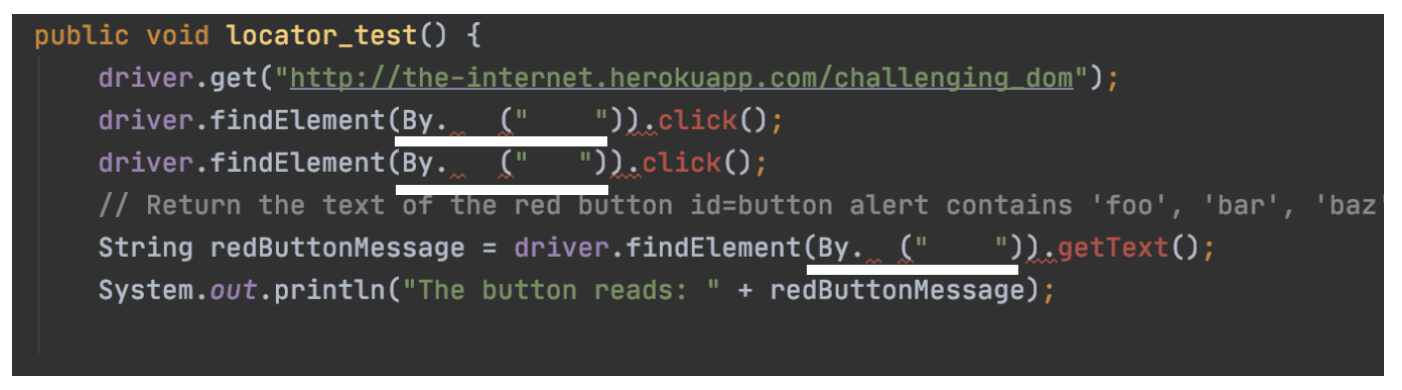 public void locator_test() {
driver.get("http://the-internet.herokuapp.com/challenging_dom");
driver.findElement(By.  ("    ")).click();
driver.findElement(By.  ("   ")).click();
// Return the text of the red button id=button alert contains 'foo', 'bar', 'baz'
String redButtonMessage = driver.findElement(By.  ("    ")).getText();
System.out.println("The button reads: " + redButtonMessage);